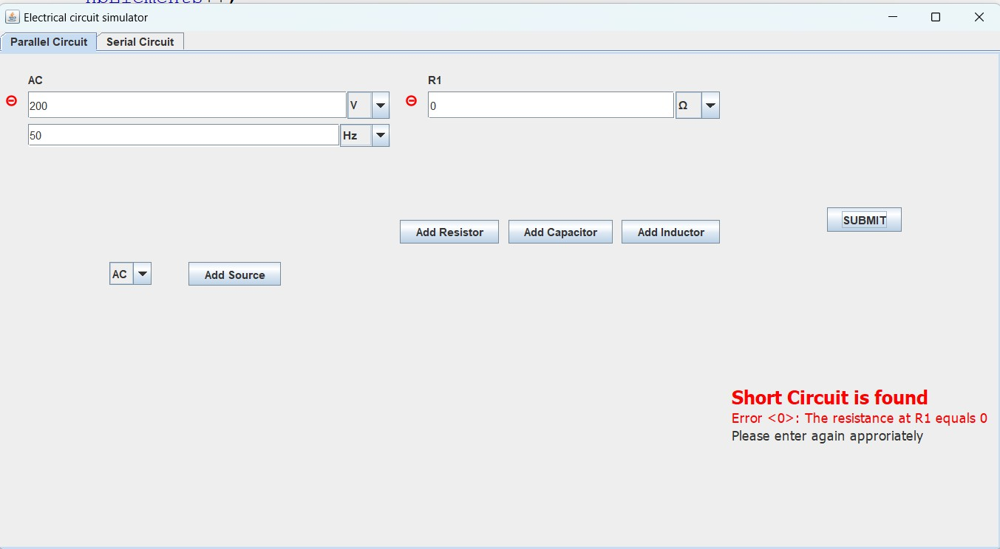 Electrical circuit simulator
Parallel Circuit Serial Circuit
AC R1
200 V 0 Ω
50 Hz
SUBMIT
Add Resistor Add Capacitor Add Inductor
AC Add Source
Short Circuit is found
Error <0>: The resistance at R1 equals 0
Please enter again approriately